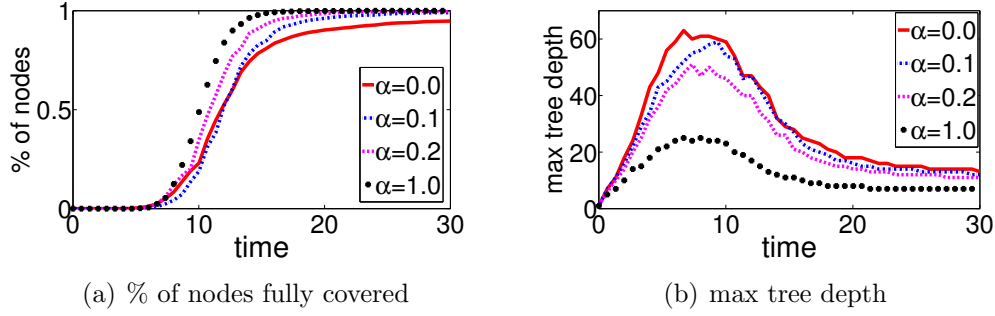 % of nodes
1
0.5
0
0
10
20
30
time
α=0.0
α=0.1
α=0.2
α=1.0
(a) % of nodes fully covered
max tree depth
60
40
20
0
0
10
20
30
time
α=0.0
α=0.1
α=0.2
α=1.0
(b) max tree depth